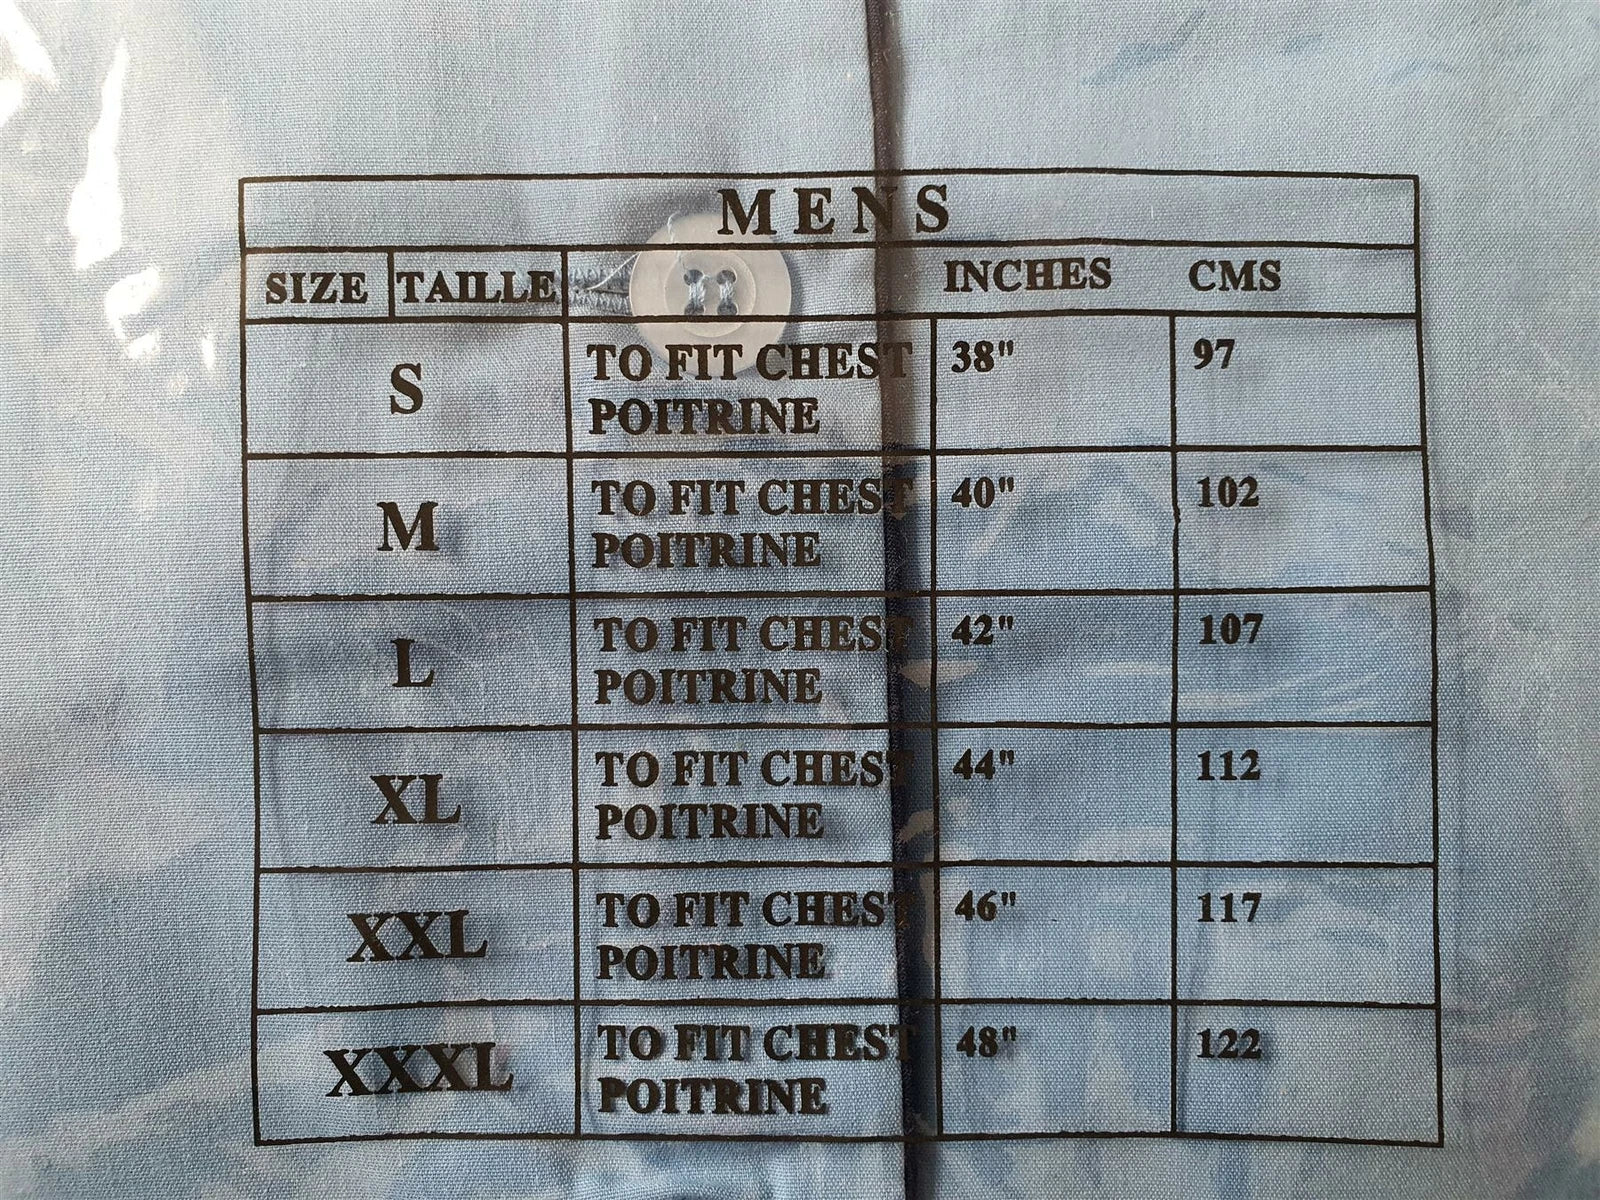 MENS
SIZE TAILLE INCHES CMS
S TO FIT CHEST 38" 97
POITRINE
M TO FIT CHEST 40" 102
POITRINE
L TO FIT CHEST 42" 107
POITRINE
XL TO FIT CHEST 44" 112
POITRINE
XXL TO FIT CHEST 46" 117
POITRINE
XXXL TO FIT CHEST 48" 122
POITRINE